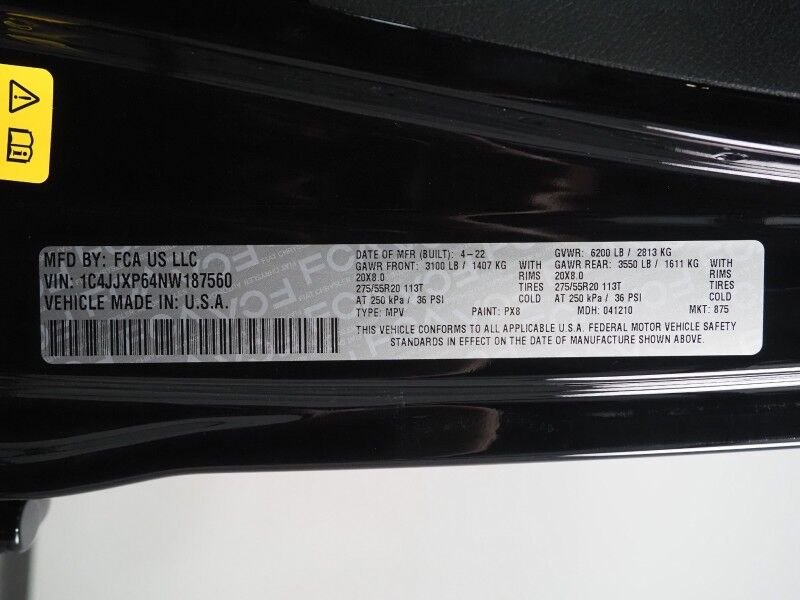 MFD BY: FCA US LLC
VIN: 1C4JJXP64NW187560
VEHICLE MADE IN: U.S.A.
DATE OF MFR (BUILT): 4-22 GVWR: 6200 LB / 2813 KG
GAWR FRONT: 3100 LB / 1407 KG WITH GAWR REAR: 3550 LB / 1611 KG WITH
20X8.0 RIMS 20X8.0 RIMS
275/55R20 113T TIRES 275/55R20 113T TIRES
AT 250 kPa / 36 PSI COLD AT 250 kPa / 36 PSI COLD
TYPE: MPV PAINT: PX8 MDH: 041210 MKT: 875
THIS VEHICLE CONFORMS TO ALL APPLICABLE U.S.A. FEDERAL MOTOR VEHICLE SAFETY
STANDARDS IN EFFECT ON THE DATE OF MANUFACTURE SHOWN ABOVE.